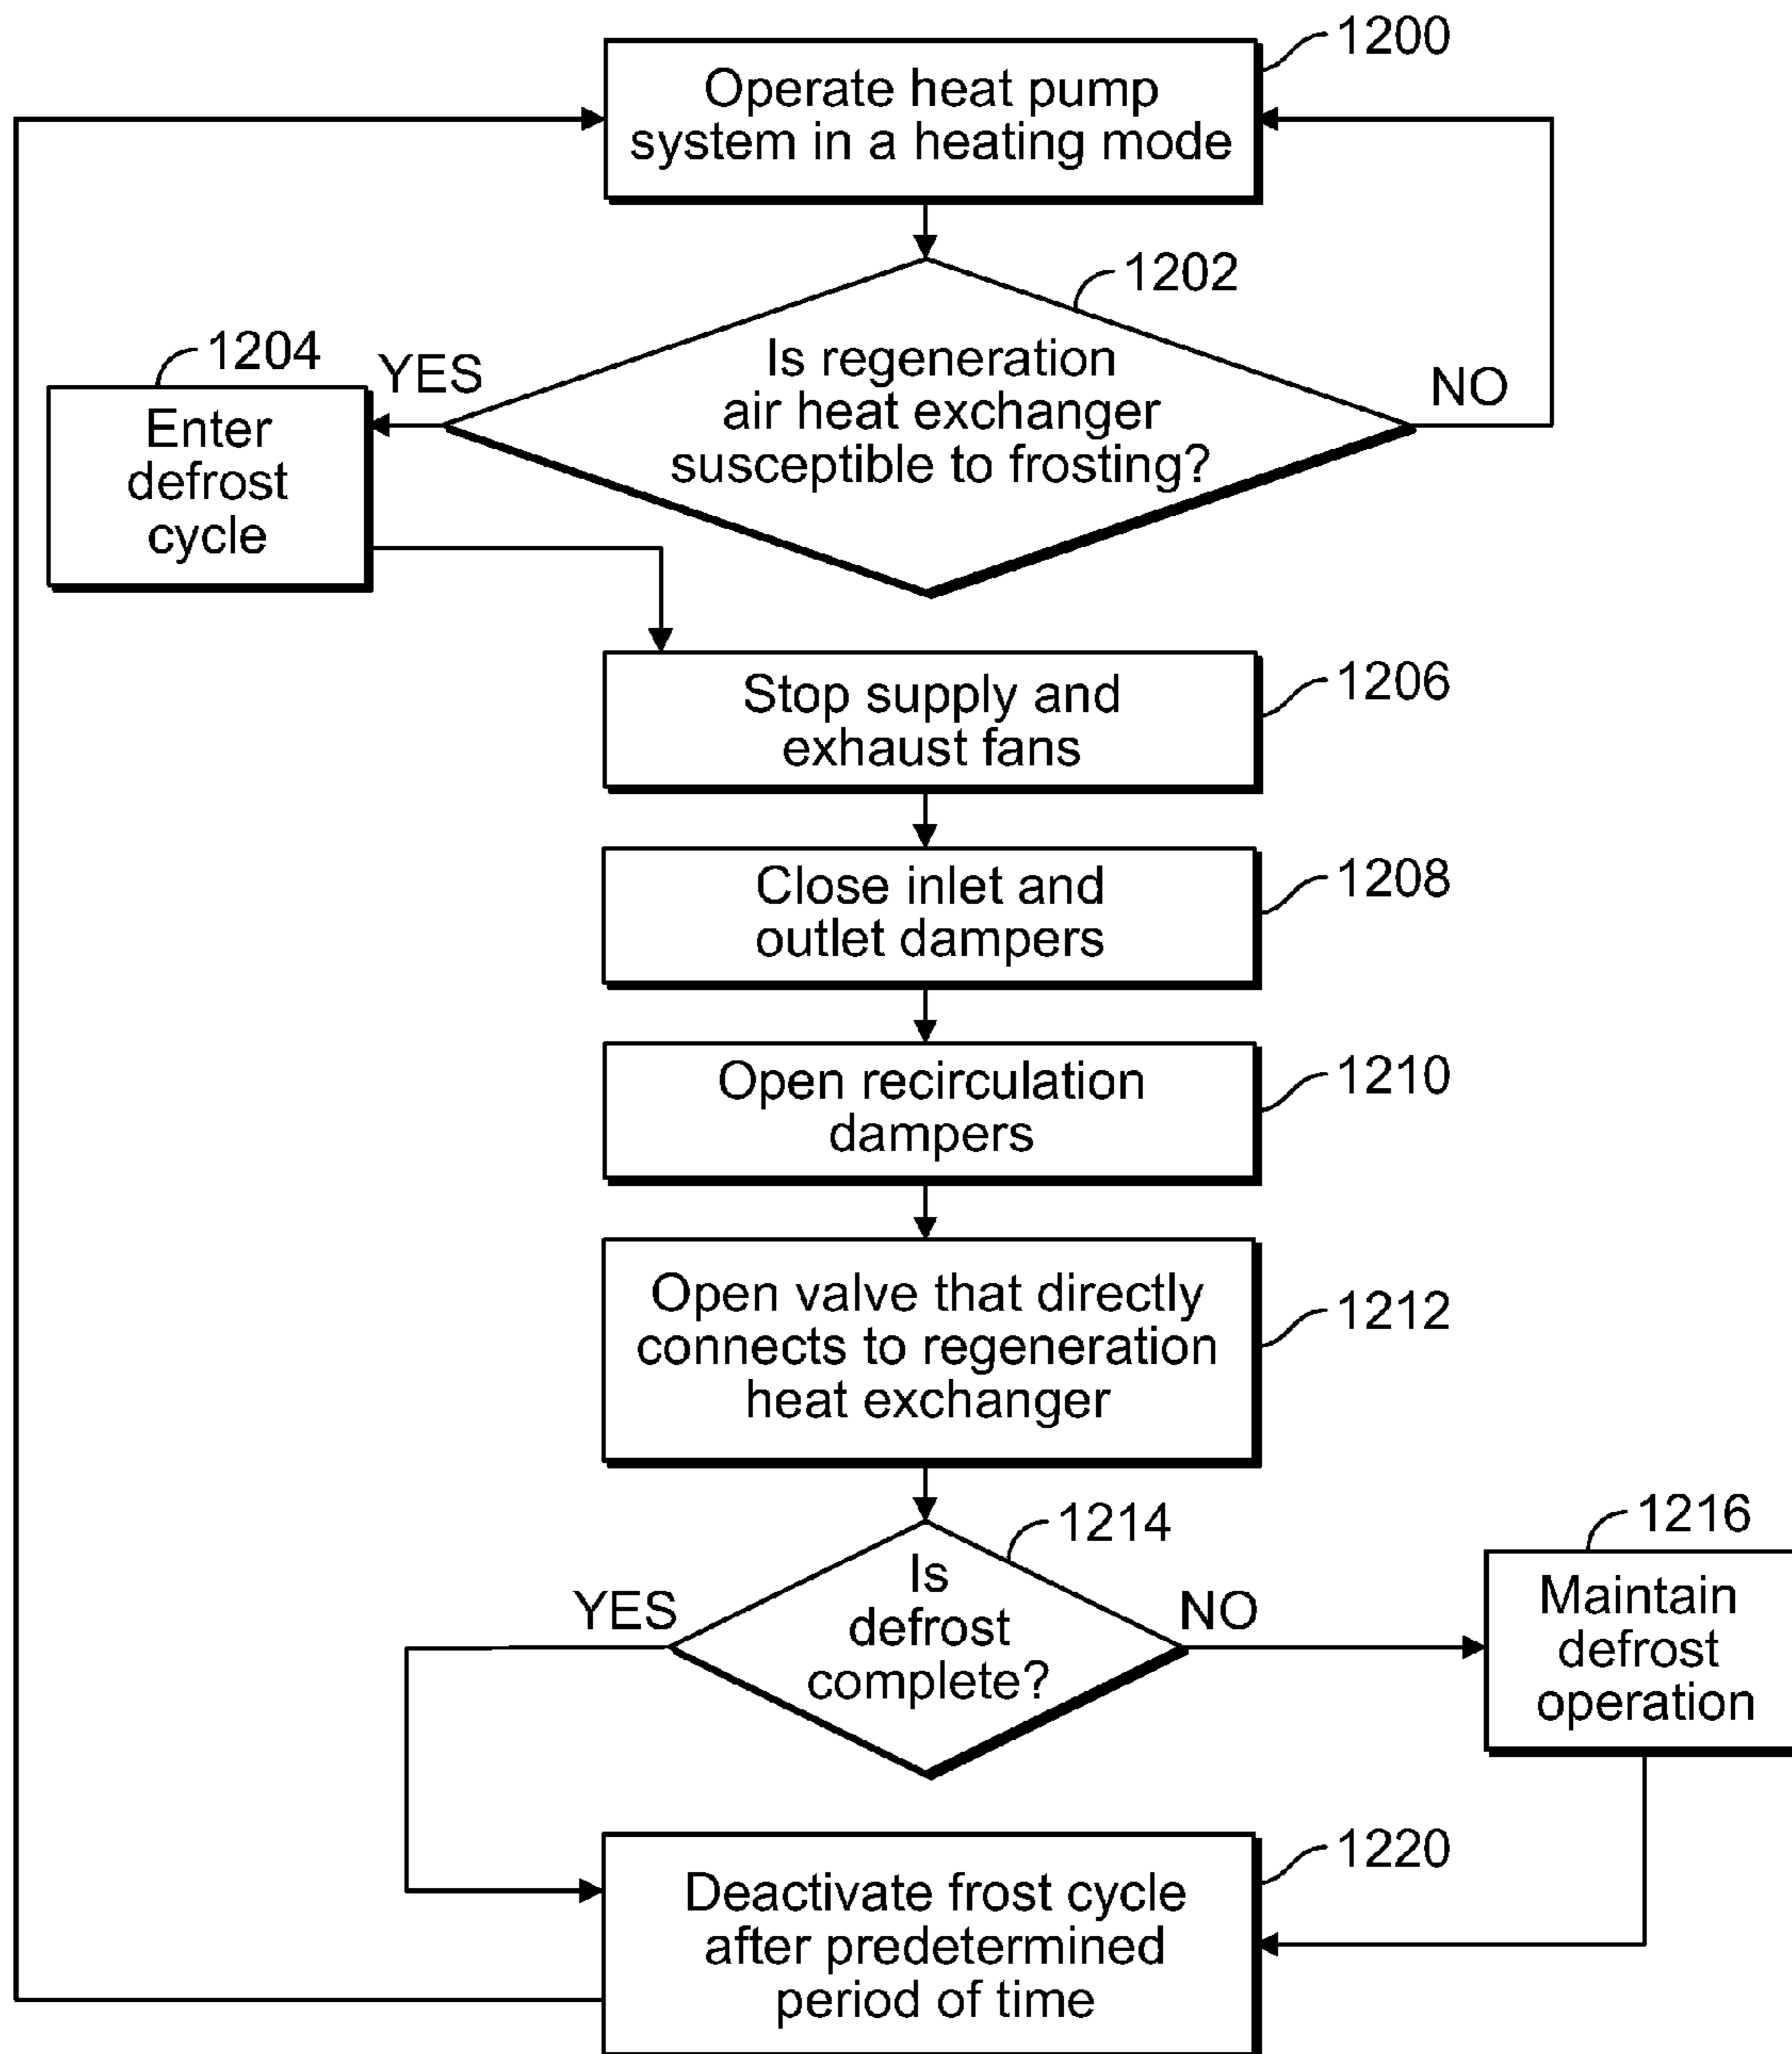 1200
Operate heat pump
system in a heating mode
1202
Is regeneration
air heat exchanger
susceptible to frosting?
YES
NO
1204
Enter
defrost
cycle
1206
Stop supply and
exhaust fans
1208
Close inlet and
outlet dampers
1210
Open recirculation
dampers
1212
Open valve that directly
connects to regeneration
heat exchanger
1214
Is
defrost
complete?
YES
NO
1216
Maintain
defrost
operation
1220
Deactivate frost cycle
after predetermined
period of time